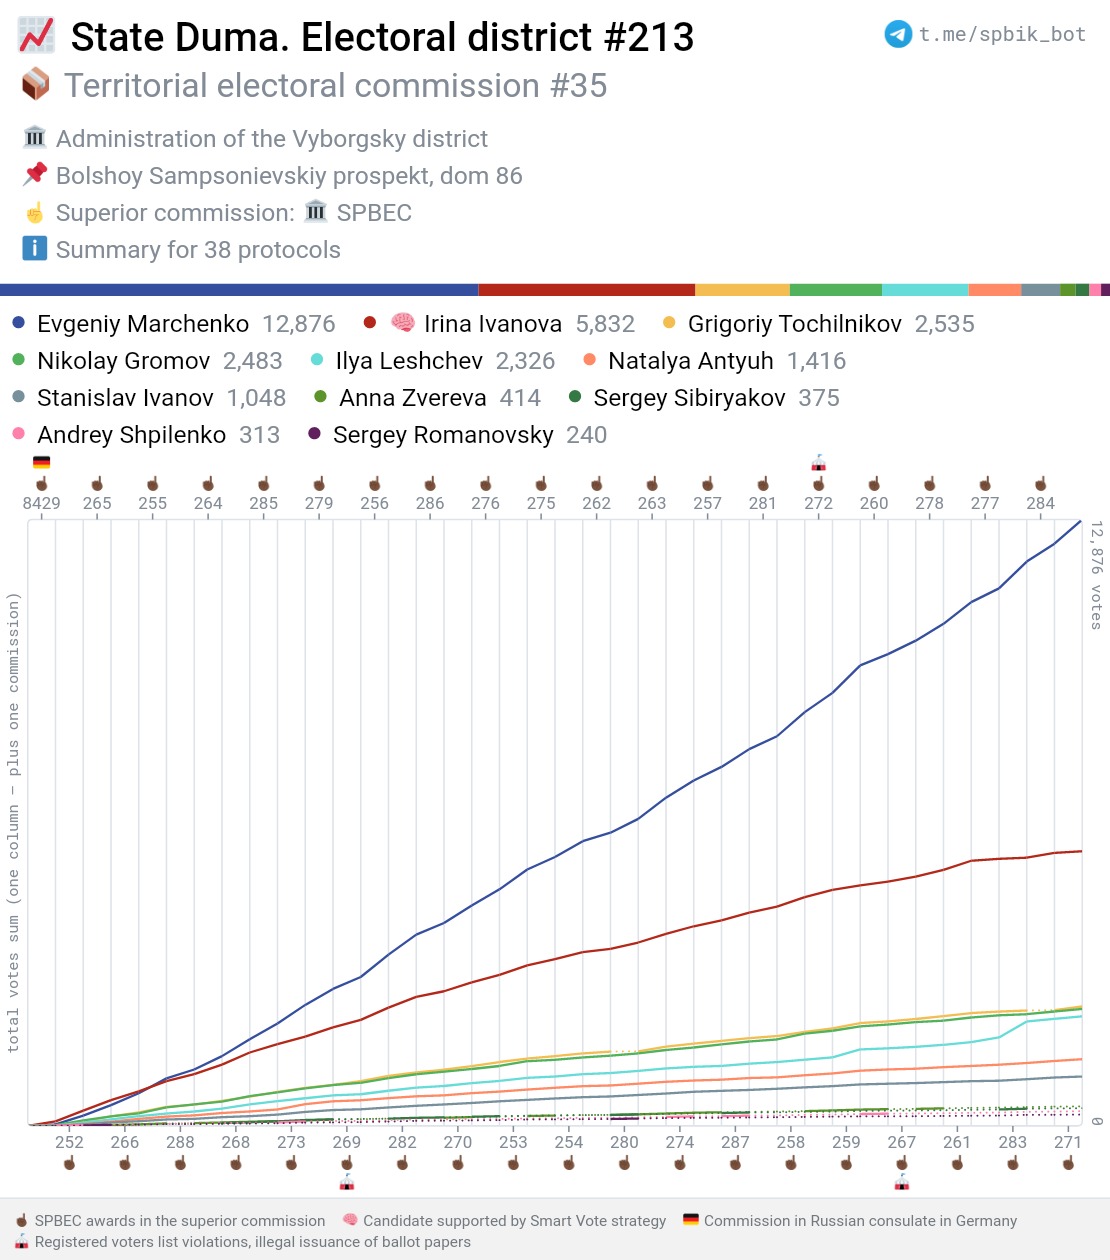 State Duma. Electoral district #213
t.me/spbik_bot
Territorial electoral commission #35
Administration of the Vyborgsky district
Bolshoy Sampsonievskiy prospekt, dom 86
Superior commission: SPBEC
Summary for 38 protocols
Evgeniy Marchenko 12,876 Irina Ivanova 5,832 Grigoriy Tochilnikov 2,535
Nikolay Gromov 2,483 Ilya Leshchev 2,326 Natalya Antyuh 1,416
Stanislav Ivanov 1,048 Anna Zvereva 414 Sergey Sibiryakov 375
Andrey Shpilenko 313 Sergey Romanovsky 240
8429 265 255 264 285 279 256 286 276 275 262 263 257 281 272 260 278 277 284
12,876 votes
total votes sum (one column – plus one commission)
0
252 266 288 268 273 269 282 270 253 254 280 274 287 258 259 267 261 283 271
SPBEC awards in the superior commission Candidate supported by Smart Vote strategy Commission in Russian consulate in Germany
Registered voters list violations, illegal issuance of ballot papers